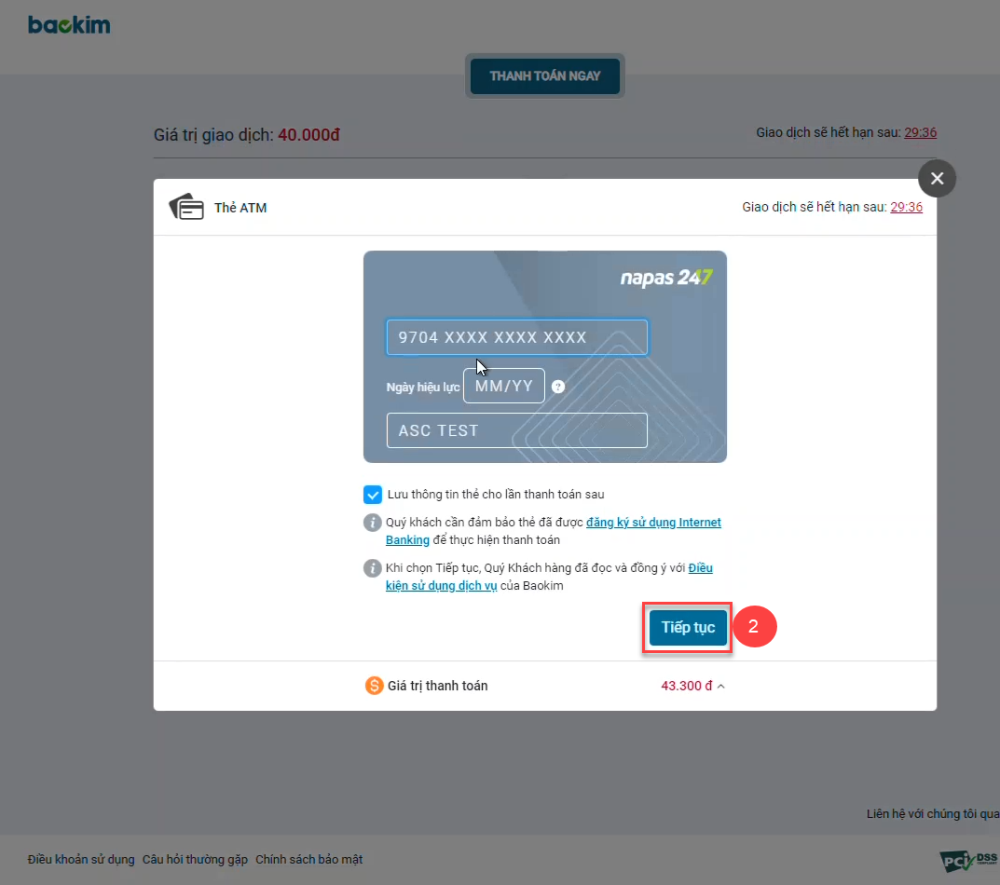 baokim
THANH TOÁN NGAY
Giá trị giao dịch: 40.000đ
Giao dịch sẽ hết hạn sau: 29:36
Thẻ ATM
Giao dịch sẽ hết hạn sau: 29:36
napas 247
9704 XXXX XXXX XXXX
Ngày hiệu lực MM/YY ?
ASC TEST
Lưu thông tin thẻ cho lần thanh toán sau
Quý khách cần đảm bảo thẻ đã được đăng ký sử dụng Internet
Banking để thực hiện thanh toán
Khi chọn Tiếp tục, Quý Khách hàng đã đọc và đồng ý với Điều
kiện sử dụng dịch vụ của Baokim
Tiếp tục 2
Giá trị thanh toán 43.300 đ
Liên hệ với chúng tôi qua
Điều khoản sử dụng Câu hỏi thường gặp Chính sách bảo mật
PCI DSS
COMPLIANT